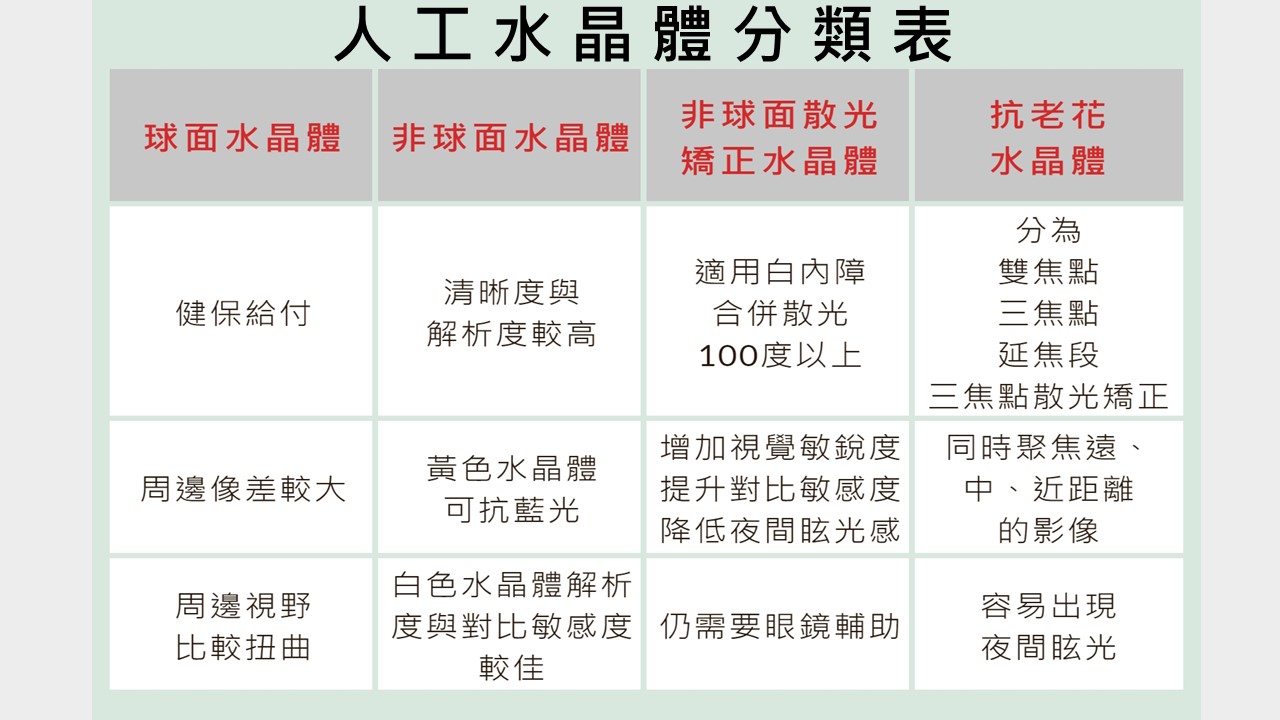 人工水晶體分類表
球面水晶體
非球面水晶體
非球面散光
矯正水晶體
抗老花
水晶體
健保給付
清晰度與
解析度較高
適用白內障
合併散光
100度以上
分為
雙焦點
三焦點
延焦段
三焦點散光矯正
周邊像差較大
黃色水晶體
可抗藍光
增加視覺敏銳度
提升對比敏感度
降低夜間眩光感
同時聚焦遠、
中、近距離
的影像
周邊視野
比較扭曲
白色水晶體解析
度與對比敏感度
較佳
仍需要眼鏡輔助
容易出現
夜間眩光